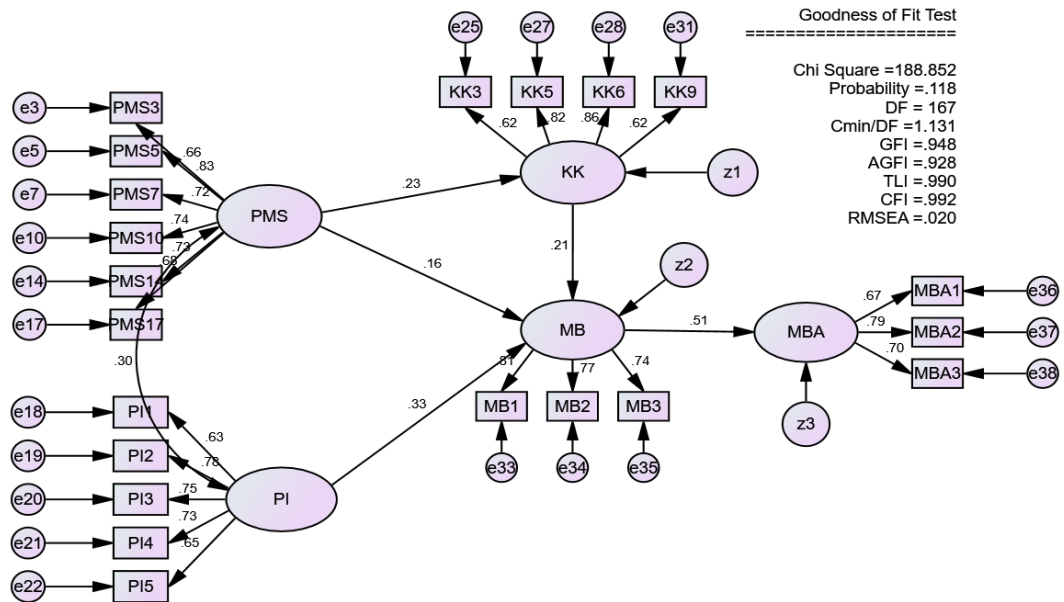 Goodness of Fit Test
=====================
Chi Square =188.852
Probability =.118
DF = 167
Cmin/DF =1.131
GFI =.948
AGFI =.928
TLI =.990
CFI =.992
RMSEA =.020
e25
e27
e28
e31
KK3
KK5
KK6
KK9
.62
.82
.86
.62
KK
z1
e3
PMS3
e5
PMS5
e7
PMS7
e10
PMS10
e14
PMS14
e17
PMS17
.66
.83
.72
.74
.73
.68
PMS
.23
.16
.21
z2
.30
MB
.51
MBA
.67
.79
.70
MBA1
e36
MBA2
e37
MBA3
e38
z3
.81
.77
.74
MB1
MB2
MB3
e33
e34
e35
.33
e18
PI1
e19
PI2
e20
PI3
e21
PI4
e22
PI5
.63
.78
.75
.73
.65
PI